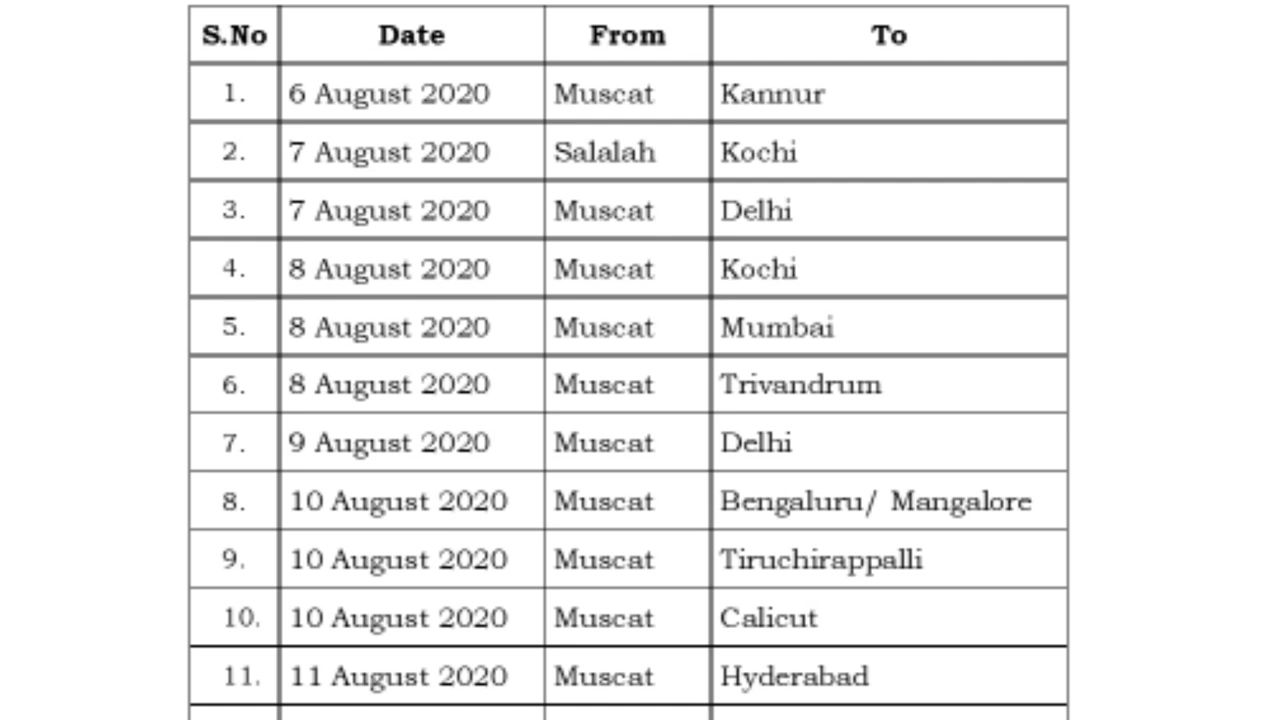 S.No Date From To
1. 6 August 2020 Muscat Kannur
2. 7 August 2020 Salalah Kochi
3. 7 August 2020 Muscat Delhi
4. 8 August 2020 Muscat Kochi
5. 8 August 2020 Muscat Mumbai
6. 8 August 2020 Muscat Trivandrum
7. 9 August 2020 Muscat Delhi
8. 10 August 2020 Muscat Bengaluru/ Mangalore
9. 10 August 2020 Muscat Tiruchirappalli
10. 10 August 2020 Muscat Calicut
11. 11 August 2020 Muscat Hyderabad